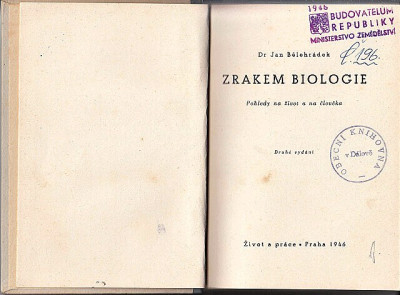 1946
BUDOVATELUM
REPUBLIKY
MINISTERSTVO ZEMĚDĚLSTVÍ
č. 196.
Dr Jan Bělehrádek
ZRAKEM BIOLOGIE
Pohledy na život a na člověka
Druhé vydání
OBECNÍ KNIHOVNA
Život a práce • Praha 1946